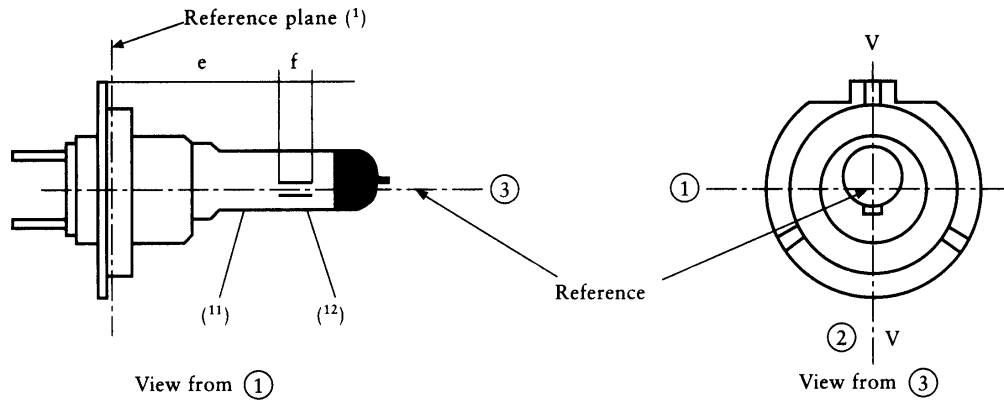 Reference plane (¹)
e f
V
③
①
Reference
(¹¹) (¹²)
② V
View from ①
View from ③